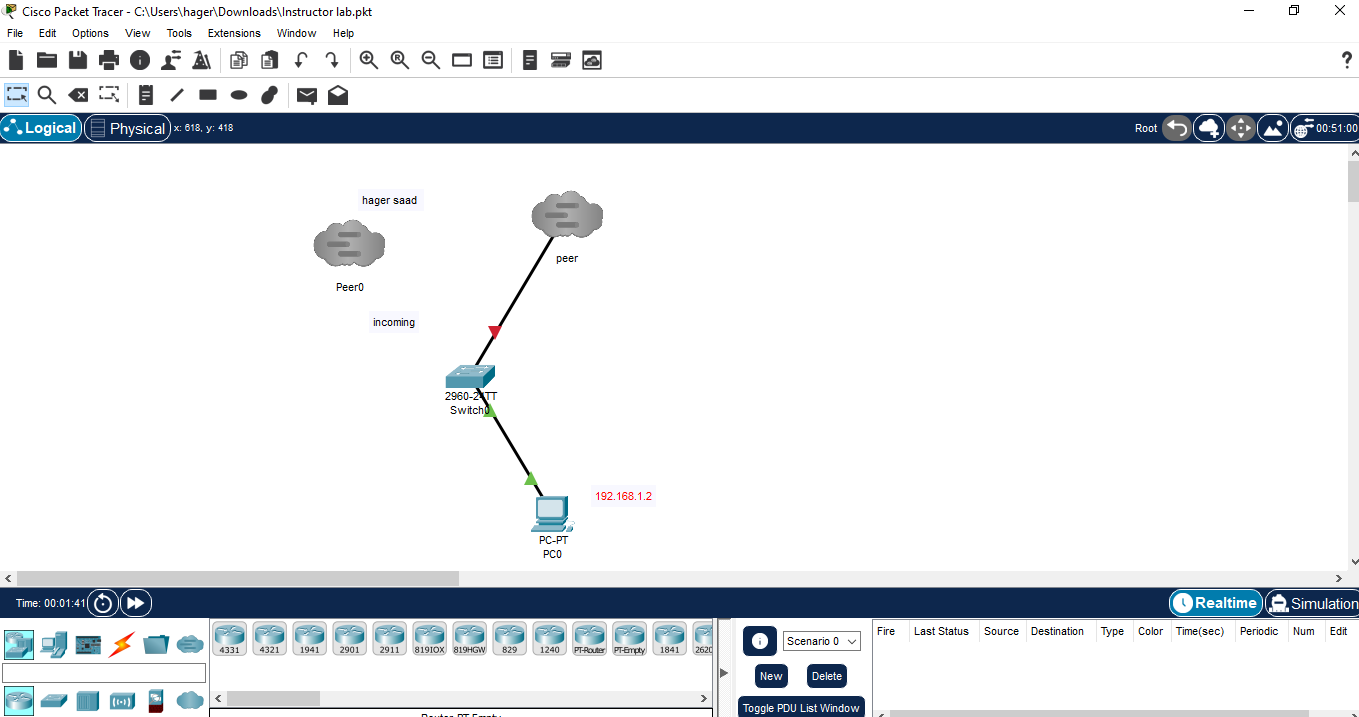 Cisco Packet Tracer - C:\Users\hager\Downloads\Instructor lab.pkt
File Edit Options View Tools Extensions Window Help
Logical Physical x: 618, y: 418 Root 00:51:00
hager saad
peer
Peer0
incoming
2960-24TT
Switch0
192.168.1.2
PC-PT
PC0
Time: 00:01:41 Realtime Simulation
4331 4321 1941 2901 2911 819IOX 819HGW 829 1240 PT-Router PT-Empty 1841
Scenario 0
New Delete
Toggle PDU List Window
Fire Last Status Source Destination Type Color Time(sec) Periodic Num Edit